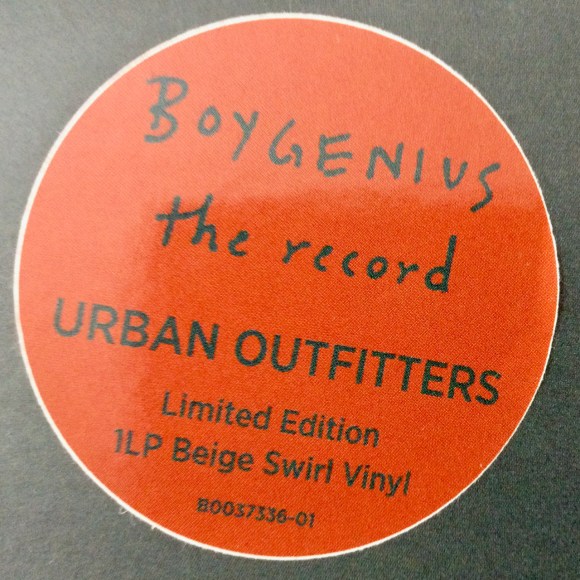 BOYGENIUS
the record
URBAN OUTFITTERS
Limited Edition
1LP Beige Swirl Vinyl
B0037336-01